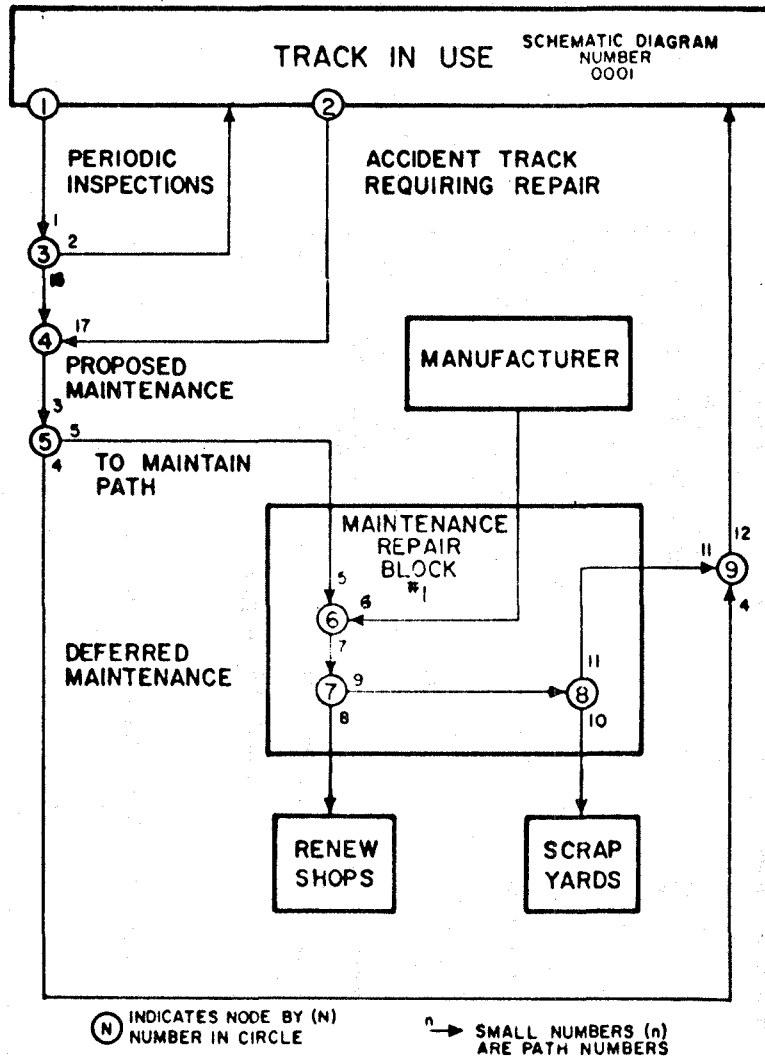 TRACK IN USE
SCHEMATIC DIAGRAM
NUMBER
0001
1
2
PERIODIC
INSPECTIONS
ACCIDENT TRACK
REQUIRING REPAIR
1
2
3
4
17
PROPOSED
MAINTENANCE
MANUFACTURER
3
5
5
4
TO MAINTAIN
PATH
MAINTENANCE
REPAIR
BLOCK
#1
5
6
6
7
12
11
9
4
DEFERRED
MAINTENANCE
7
9
8
11
8
10
RENEW
SHOPS
SCRAP
YARDS
N INDICATES NODE BY (N)
NUMBER IN CIRCLE
n SMALL NUMBERS (n)
ARE PATH NUMBERS